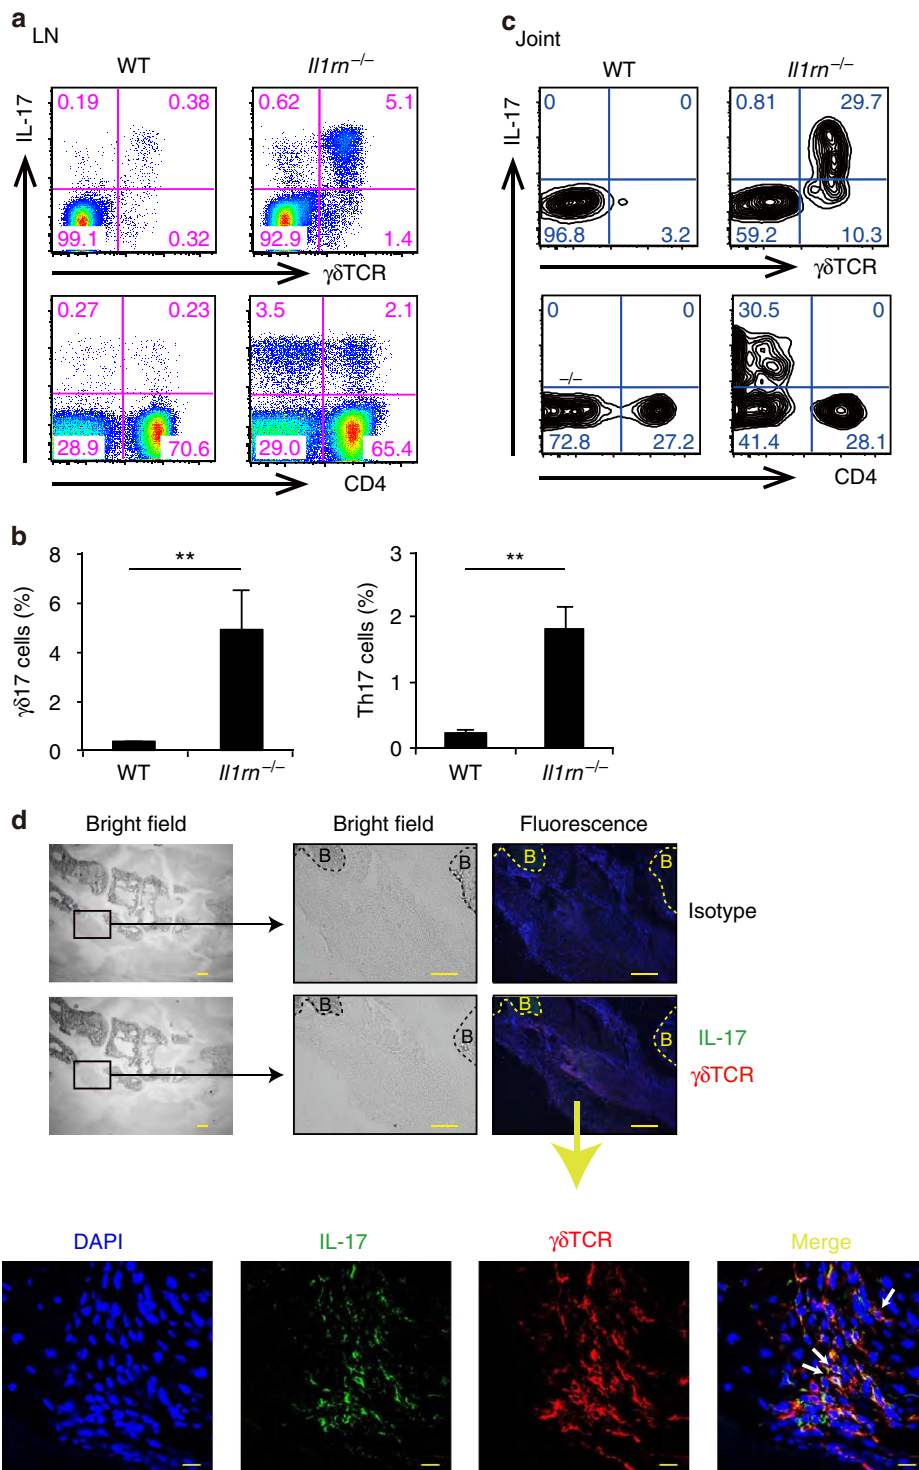 a
LN
WT
Il1rn–/–
IL-17
0.19
0.38
99.1
0.32
0.62
5.1
92.9
1.4
γδTCR
0.27
0.23
28.9
70.6
3.5
2.1
29.0
65.4
CD4
c
Joint
WT
Il1rn–/–
IL-17
0
0
96.8
3.2
0.81
29.7
59.2
10.3
γδTCR
0
0
–/–
72.8
27.2
30.5
0
41.4
28.1
CD4
b
γδ17 cells (%)
8
6
4
2
0
**
WT
Il1rn–/–
Th17 cells (%)
3
2
1
0
**
WT
Il1rn–/–
d
Bright field
Bright field
Fluorescence
B
B
B
B
Isotype
B
B
B
B
IL-17
γδTCR
DAPI
IL-17
γδTCR
Merge